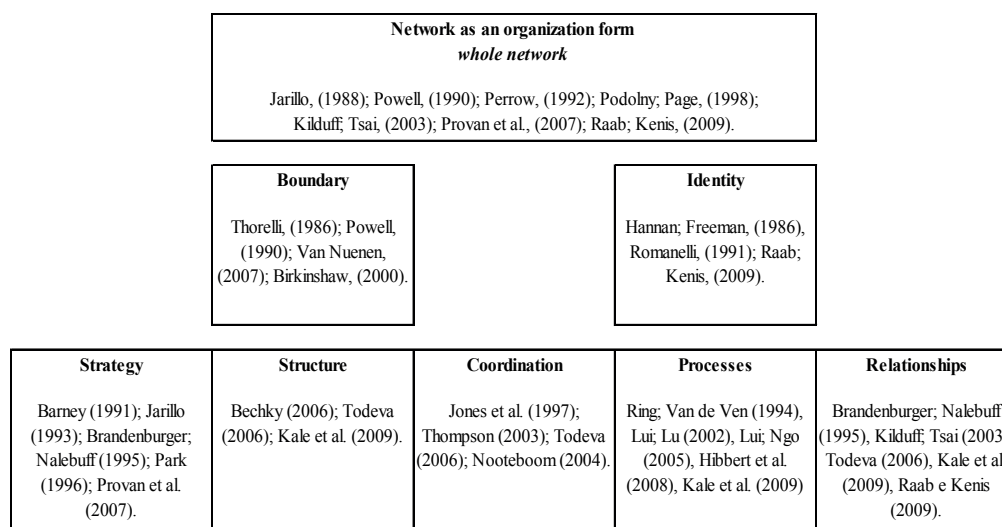 Network as an organization form
whole network
Jarillo, (1988); Powell, (1990); Perrow, (1992); Podolny; Page, (1998);
Kilduff; Tsai, (2003); Provan et al., (2007); Raab; Kenis, (2009).
Boundary
Thorelli, (1986); Powell,
(1990); Van Nuenen,
(2007); Birkinshaw, (2000).
Identity
Hannan; Freeman, (1986),
Romanelli, (1991); Raab;
Kenis, (2009).
Strategy
Barney (1991); Jarillo
(1993); Brandenburger;
Nalebuff (1995); Park
(1996); Provan et al.
(2007).
Structure
Bechky (2006); Todeva
(2006); Kale et al. (2009).
Coordination
Jones et al. (1997);
Thompson (2003); Todeva
(2006); Nooteboom (2004).
Processes
Ring; Van de Ven (1994),
Lui; Lu (2002), Lui; Ngo
(2005), Hibbert et al.
(2008), Kale et al. (2009)
Relationships
Brandenburger; Nalebuff
(1995), Kilduff; Tsai (2003
Todeva (2006), Kale et al
(2009), Raab e Kenis
(2009).